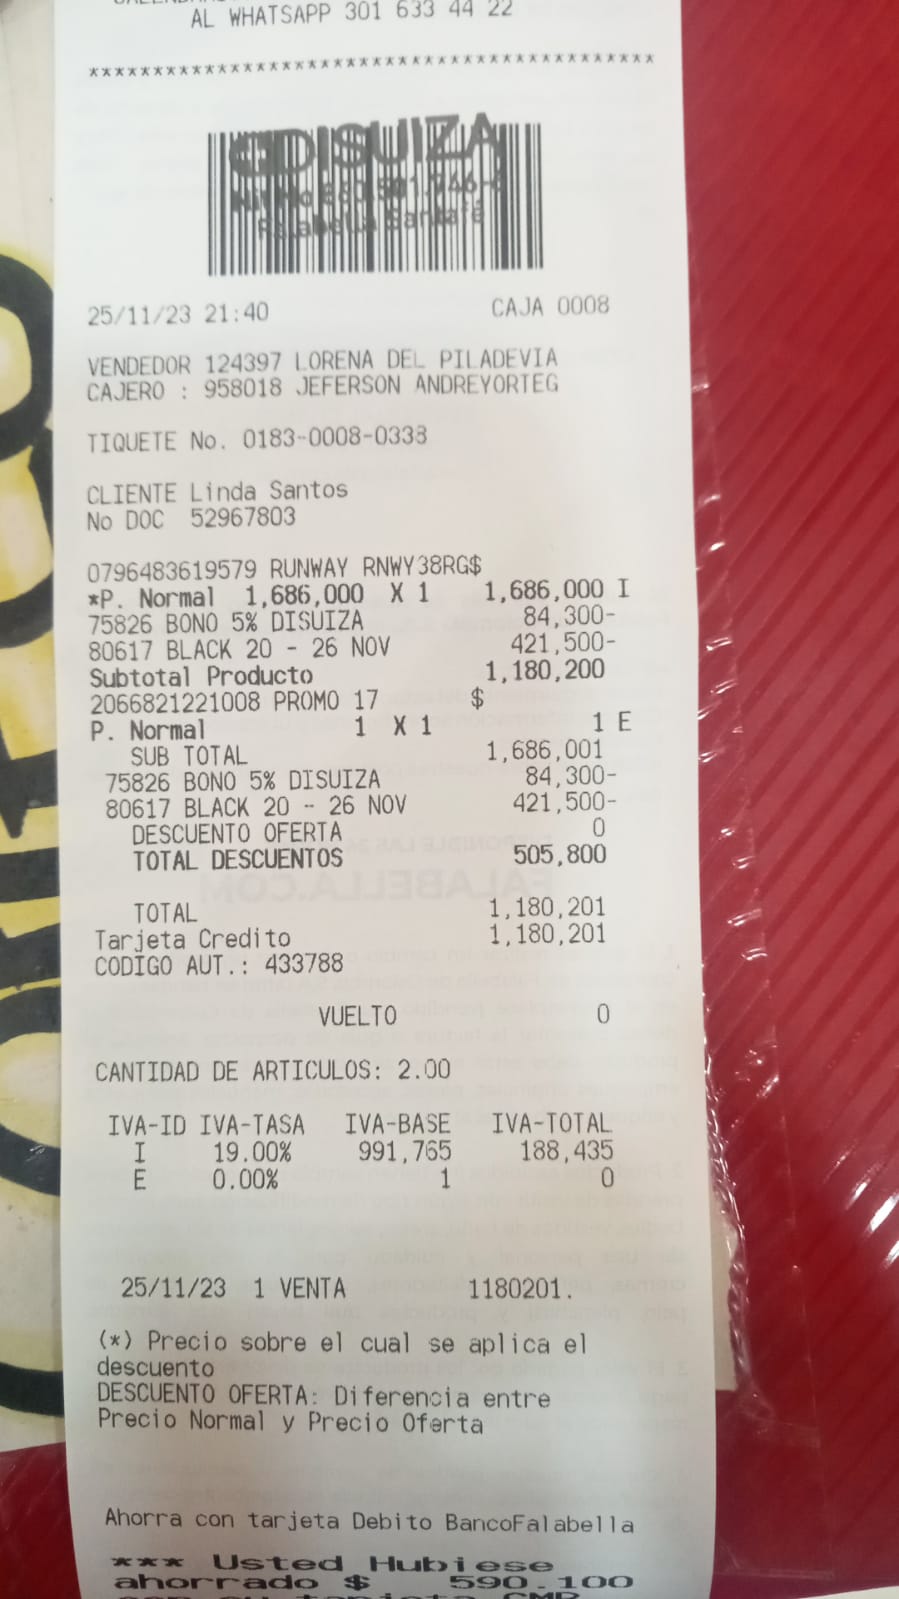 AL WHATSAPP 301 633 44 22
********************************************
EDISUIZA
Falabella Santafé
25/11/23 21:40 CAJA 0008
VENDEDOR 124397 LORENA DEL PILADEVIA
CAJERO : 958018 JEFERSON ANDREYORTEG
TIQUETE No. 0183-0008-0338
CLIENTE Linda Santos
No DOC 52967803
0796483619579 RUNWAY RNWY38RG$
*P. Normal 1,686,000 X 1 1,686,000 I
75826 BONO 5% DISUIZA 84,300-
80617 BLACK 20 - 26 NOV 421,500-
Subtotal Producto 1,180,200
2066821221008 PROMO 17 $
P. Normal 1 X 1 1 E
SUB TOTAL 1,686,001
75826 BONO 5% DISUIZA 84,300-
80617 BLACK 20 - 26 NOV 421,500-
DESCUENTO OFERTA 0
TOTAL DESCUENTOS 505,800
TOTAL 1,180,201
Tarjeta Credito 1,180,201
CODIGO AUT.: 433788
VUELTO 0
CANTIDAD DE ARTICULOS: 2.00
IVA-ID IVA-TASA IVA-BASE IVA-TOTAL
I 19.00% 991,765 188,435
E 0.00% 1 0
25/11/23 1 VENTA 1180201.
(*) Precio sobre el cual se aplica el
descuento
DESCUENTO OFERTA: Diferencia entre
Precio Normal y Precio Oferta
Ahorra con tarjeta Debito BancoFalabella
*** Usted Hubiese
ahorrado $ 590.100
con su tarjeta CMR